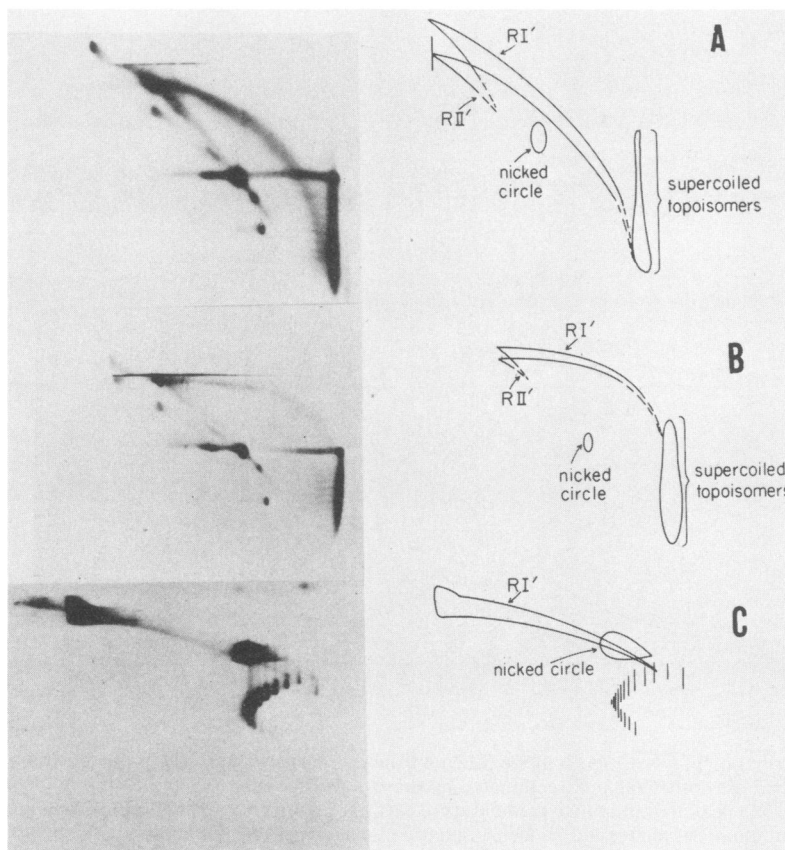 A
RI′
RII′
nicked
circle
supercoiled
topoisomers
B
RI′
RII′
nicked
circle
supercoiled
topoisomers
C
RI′
nicked circle